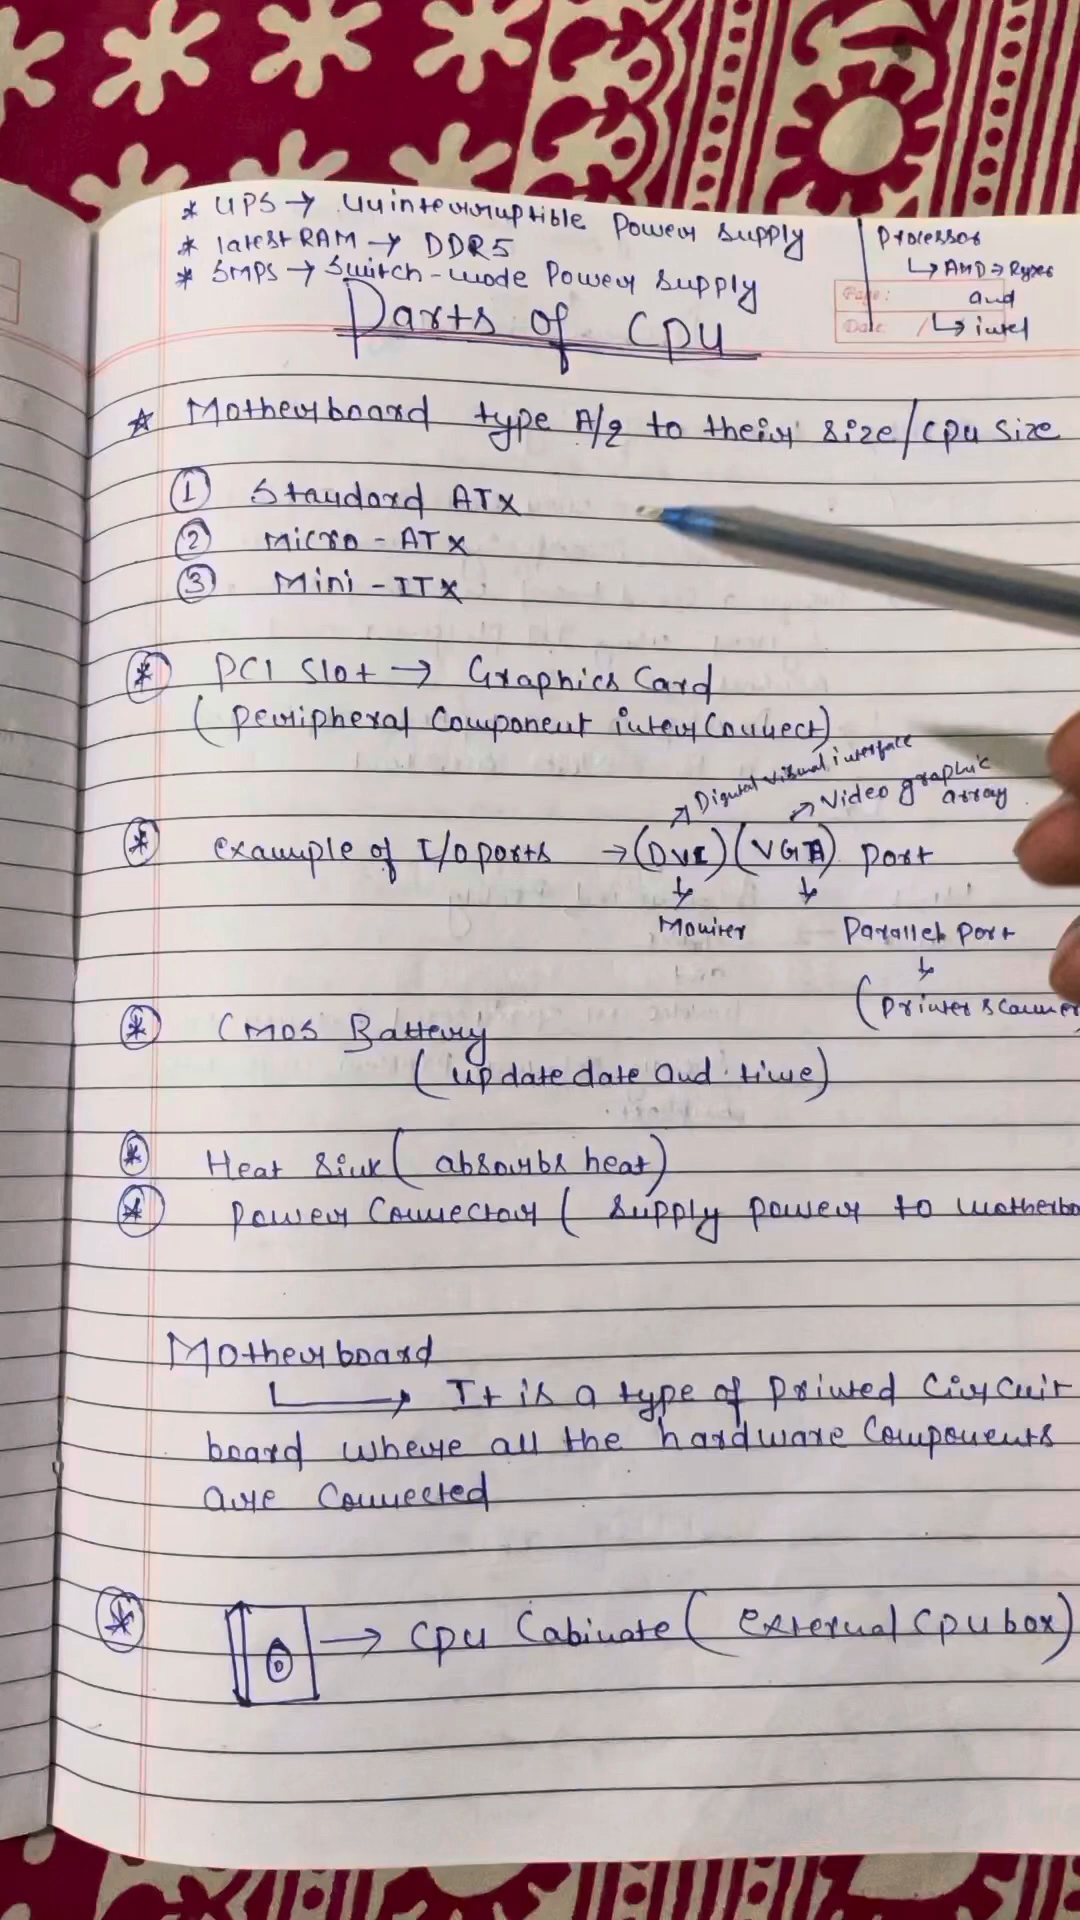 * UPS → Uninterruptible Power Supply
* latest RAM → DDR5
* SMPS → Switch-mode Power Supply
Processor
↳ AMD → Ryzen
and
↳ intel
Page:
Date: /
Parts of CPU
☆ Motherboard type A/q to their size/cpu size
① Standard ATX
② Micro-ATX
③ Mini-ITX
* PCI Slot → Graphics Card
(Peripheral Component interConnect)
↗ Digital visual interface
↗ Video graphic array
* example of I/O ports → (DVI) (VGA) port
↓ ↓
Moniter Parallel Port
↓
(Printer scanner
* CMOS Battery
(update date and time)
* Heat Sink (absorbs heat)
* Power Connector ( Supply power to motherbo
Motherboard
↳ It is a type of Printed Circuit
board where all the hardware Components
are Connected
* → CPU Cabinate (external CPU box)